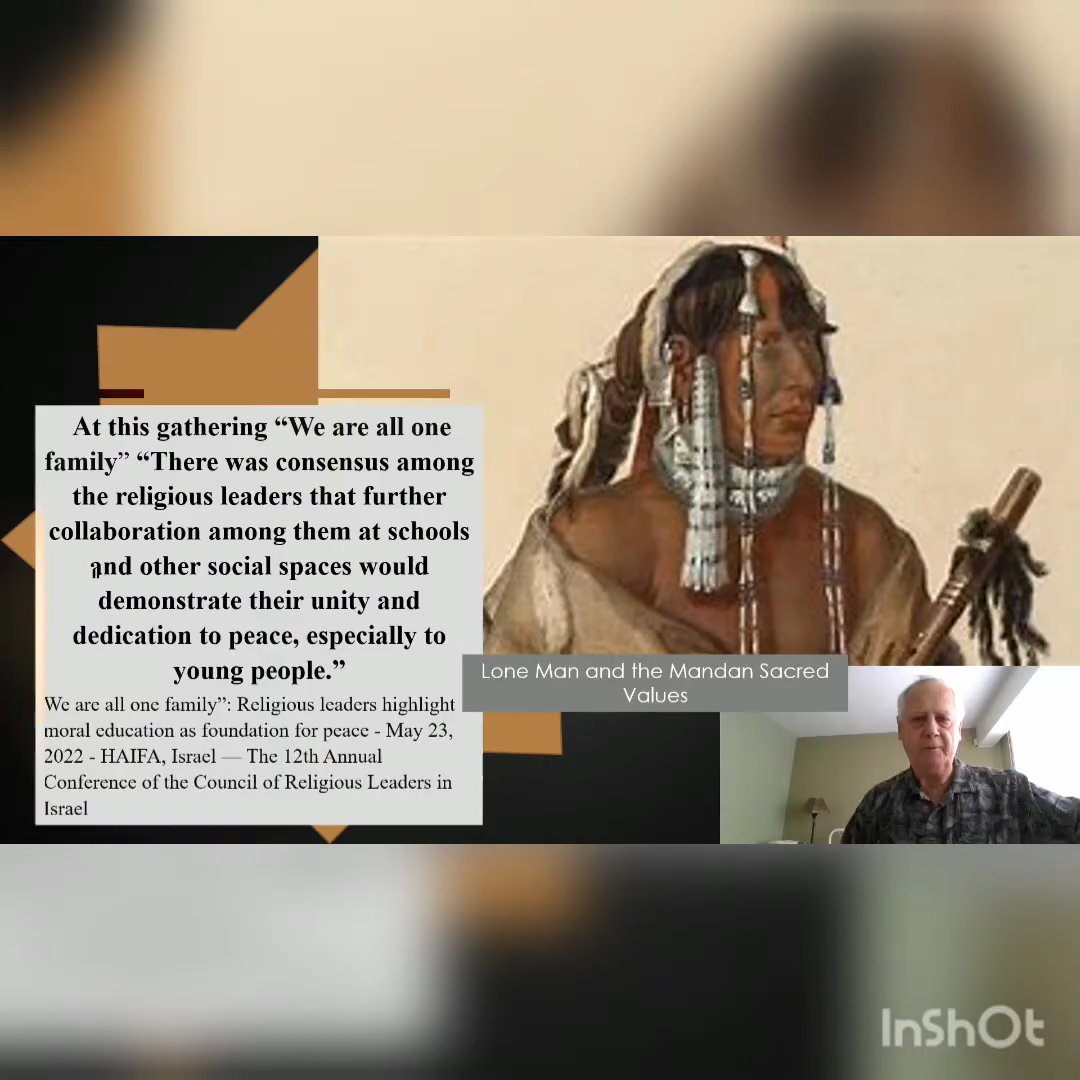 At this gathering “We are all one
family” “There was consensus among
the religious leaders that further
collaboration among them at schools
and other social spaces would
demonstrate their unity and
dedication to peace, especially to
young people.”
We are all one family”: Religious leaders highlight
moral education as foundation for peace - May 23,
2022 - HAIFA, Israel — The 12th Annual
Conference of the Council of Religious Leaders in
Israel
Lone Man and the Mandan Sacred
Values
InShOt